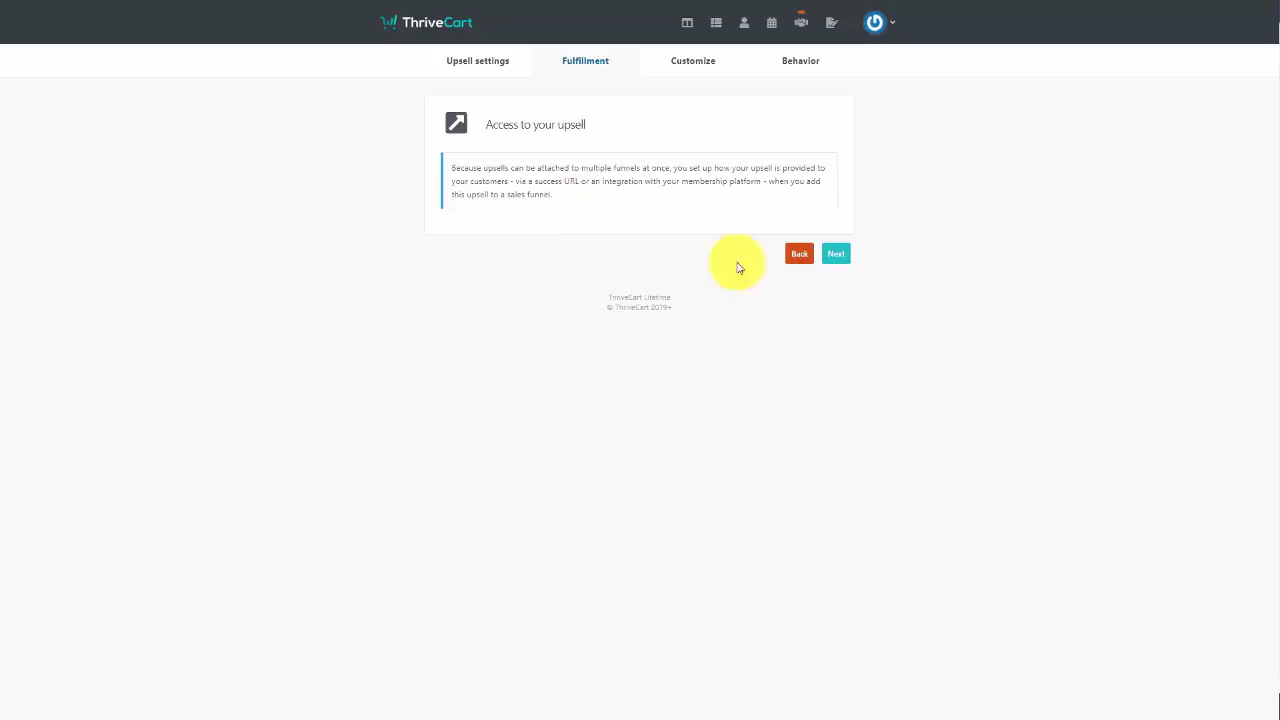 ThriveCart
Upsell settings
Fulfillment
Customize
Behavior
Access to your upsell
Because upsells can be attached to multiple funnels at once, you set up how your upsell is provided to
your customers - via a success URL or an integration with your membership platform - when you add
this upsell to a sales funnel.
Back
Next
ThriveCart Lifetime
© ThriveCart 2019+